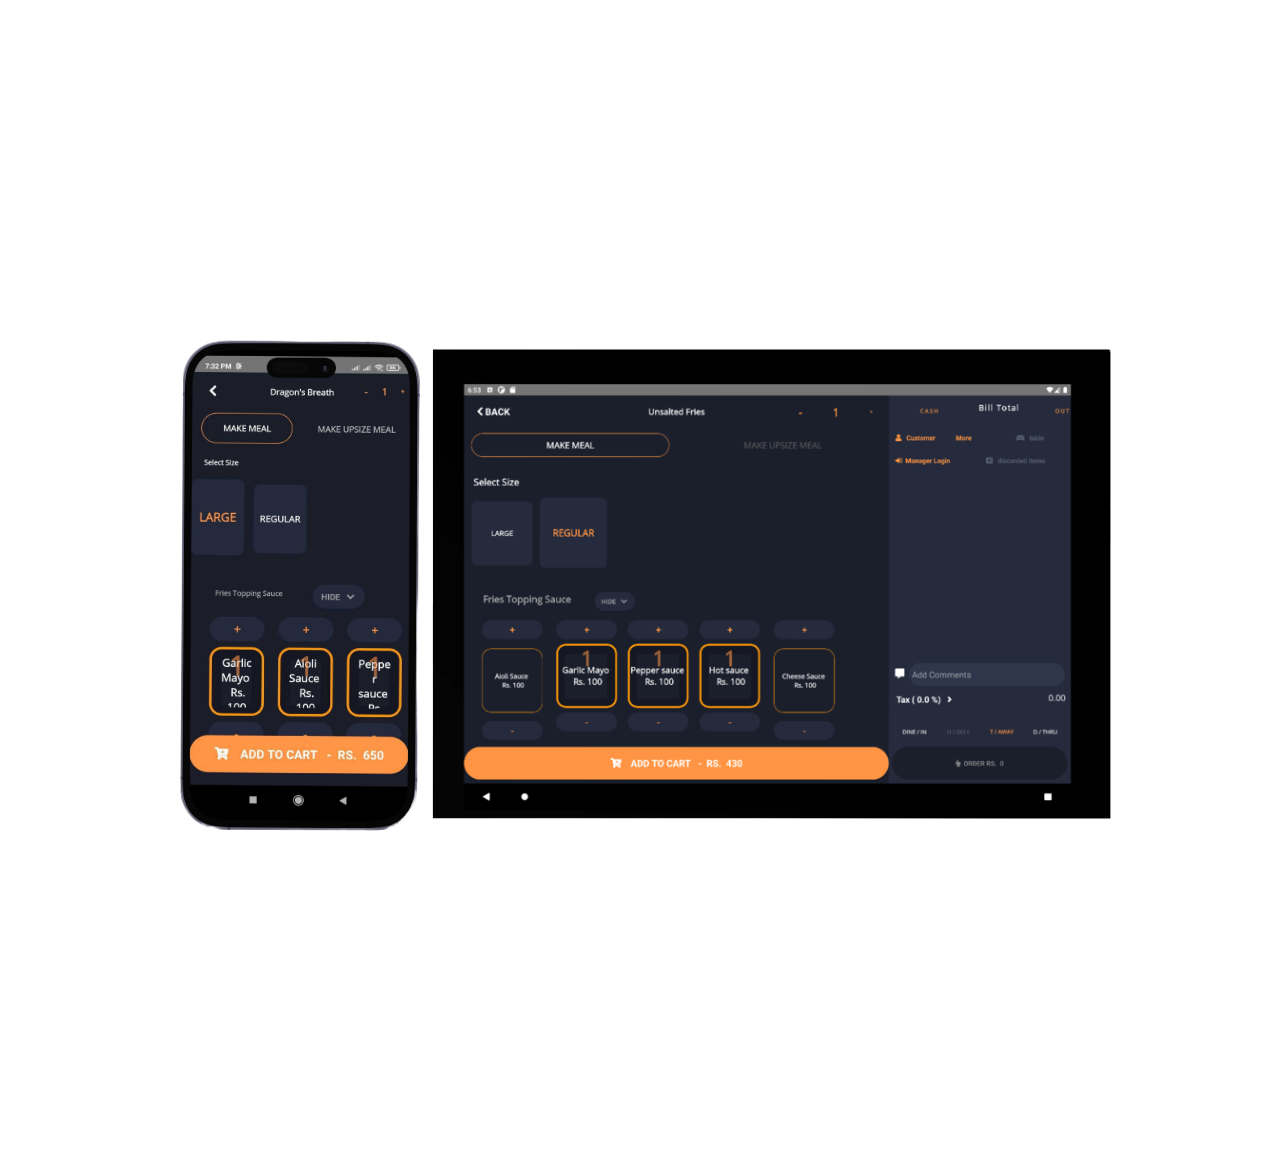 7:32 PM
Dragon's Breath - 1 +
MAKE MEAL MAKE UPSIZE MEAL
Select Size
LARGE REGULAR
Fries Topping Sauce HIDE
+ + +
1 1 1
Garlic Mayo Rs. 100
Aioli Sauce Rs. 100
Peppe r sauce Rs
ADD TO CART - RS. 650
6:53
BACK Unsalted Fries - 1 +
MAKE MEAL MAKE UPSIZE MEAL
Select Size
LARGE REGULAR
Fries Topping Sauce HIDE
+ + + + +
1 1 1
Aioli Sauce Rs. 100
Garlic Mayo Rs. 100
Pepper sauce Rs. 100
Hot sauce Rs. 100
Cheese Sauce Rs. 100
- - - - -
ADD TO CART - RS. 430
CASH Bill Total OUT
Customer More table
Manager Login discarded items
Add Comments
Tax ( 0.0 %) 0.00
DINE / IN H / DELY T / AWAY D / THRU
ORDER RS. 0